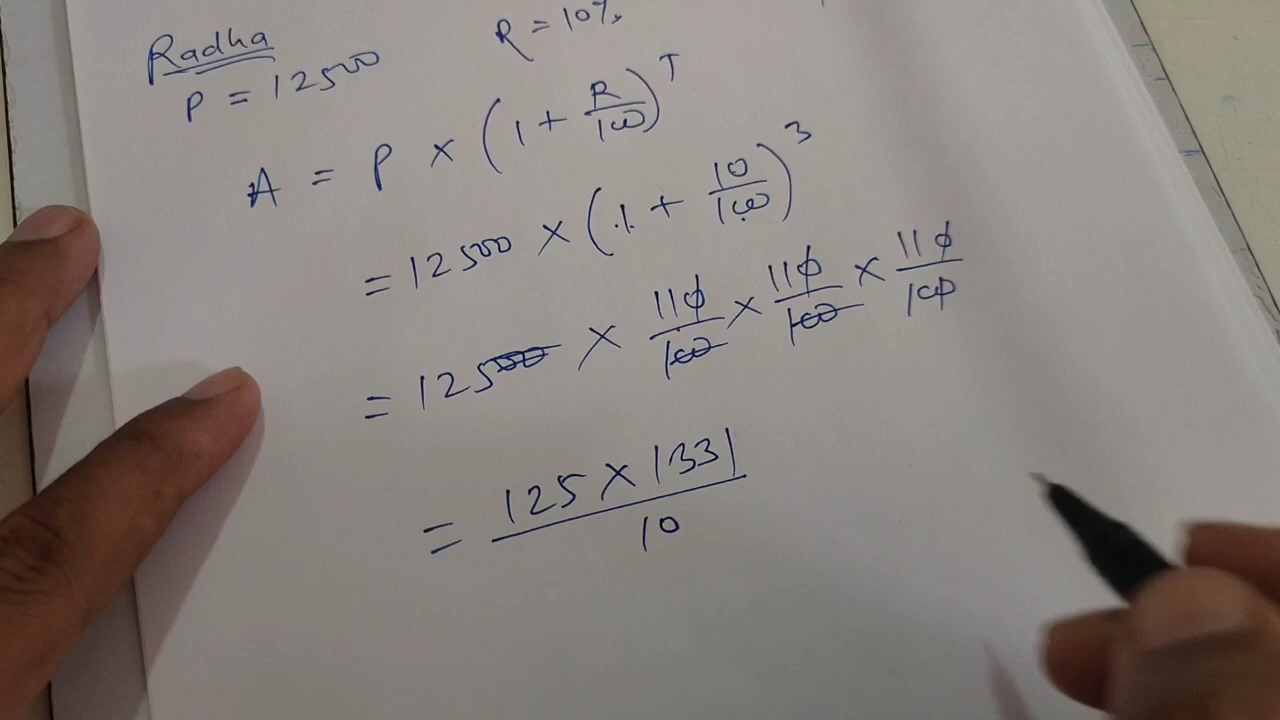 Radha
P = 12500 R = 10%
A = P × (1 + R/100)^T
= 12500 × (1 + 10/100)^3
= 12500 × 110/100 × 110/100 × 110/100
= 125 × 1331 / 10